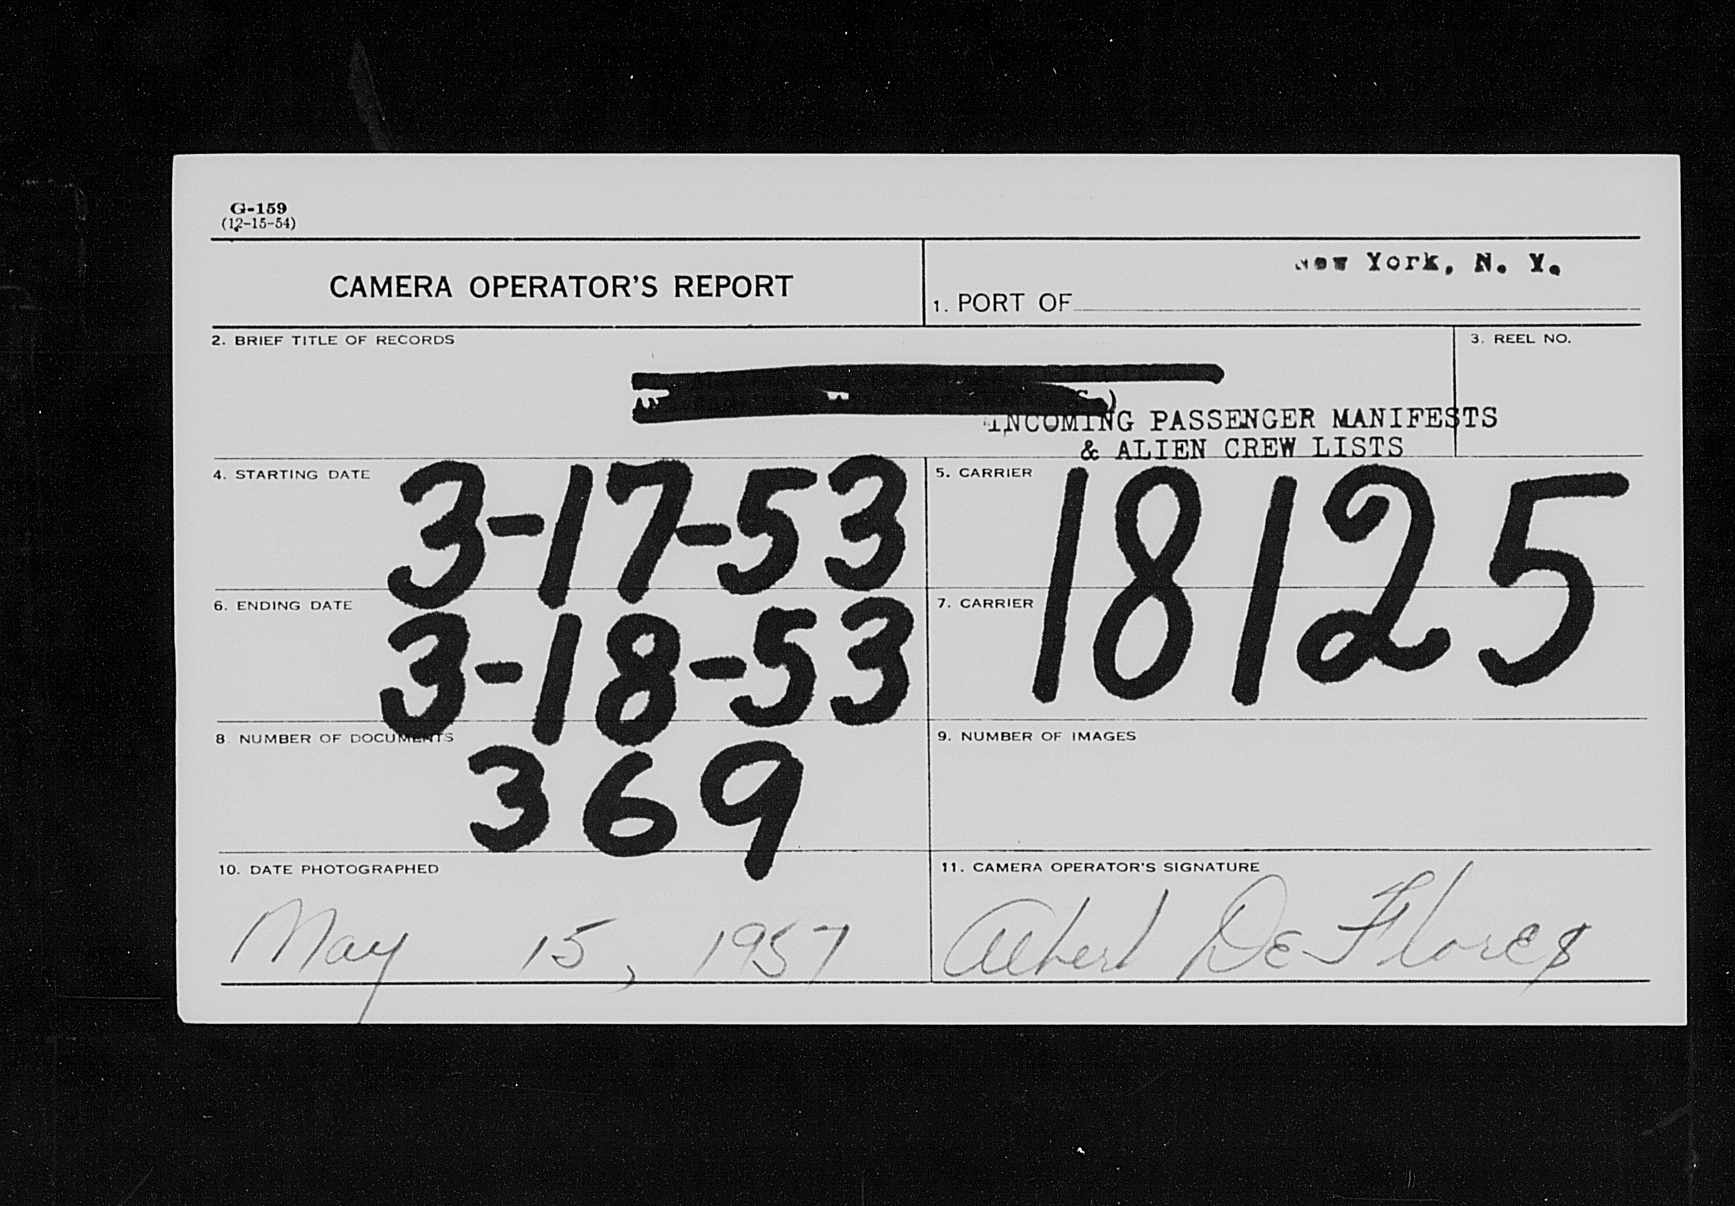 G-159
(12-15-54)
CAMERA OPERATOR'S REPORT
New York, N. Y.
1. PORT OF
2. BRIEF TITLE OF RECORDS
3. REEL NO.
INCOMING PASSENGER MANIFESTS
& ALIEN CREW LISTS
4. STARTING DATE
3-17-53
5. CARRIER
18125
6. ENDING DATE
3-18-53
7. CARRIER
8. NUMBER OF DOCUMENTS
369
9. NUMBER OF IMAGES
10. DATE PHOTOGRAPHED
May 15, 1957
11. CAMERA OPERATOR'S SIGNATURE
Albert De Flores